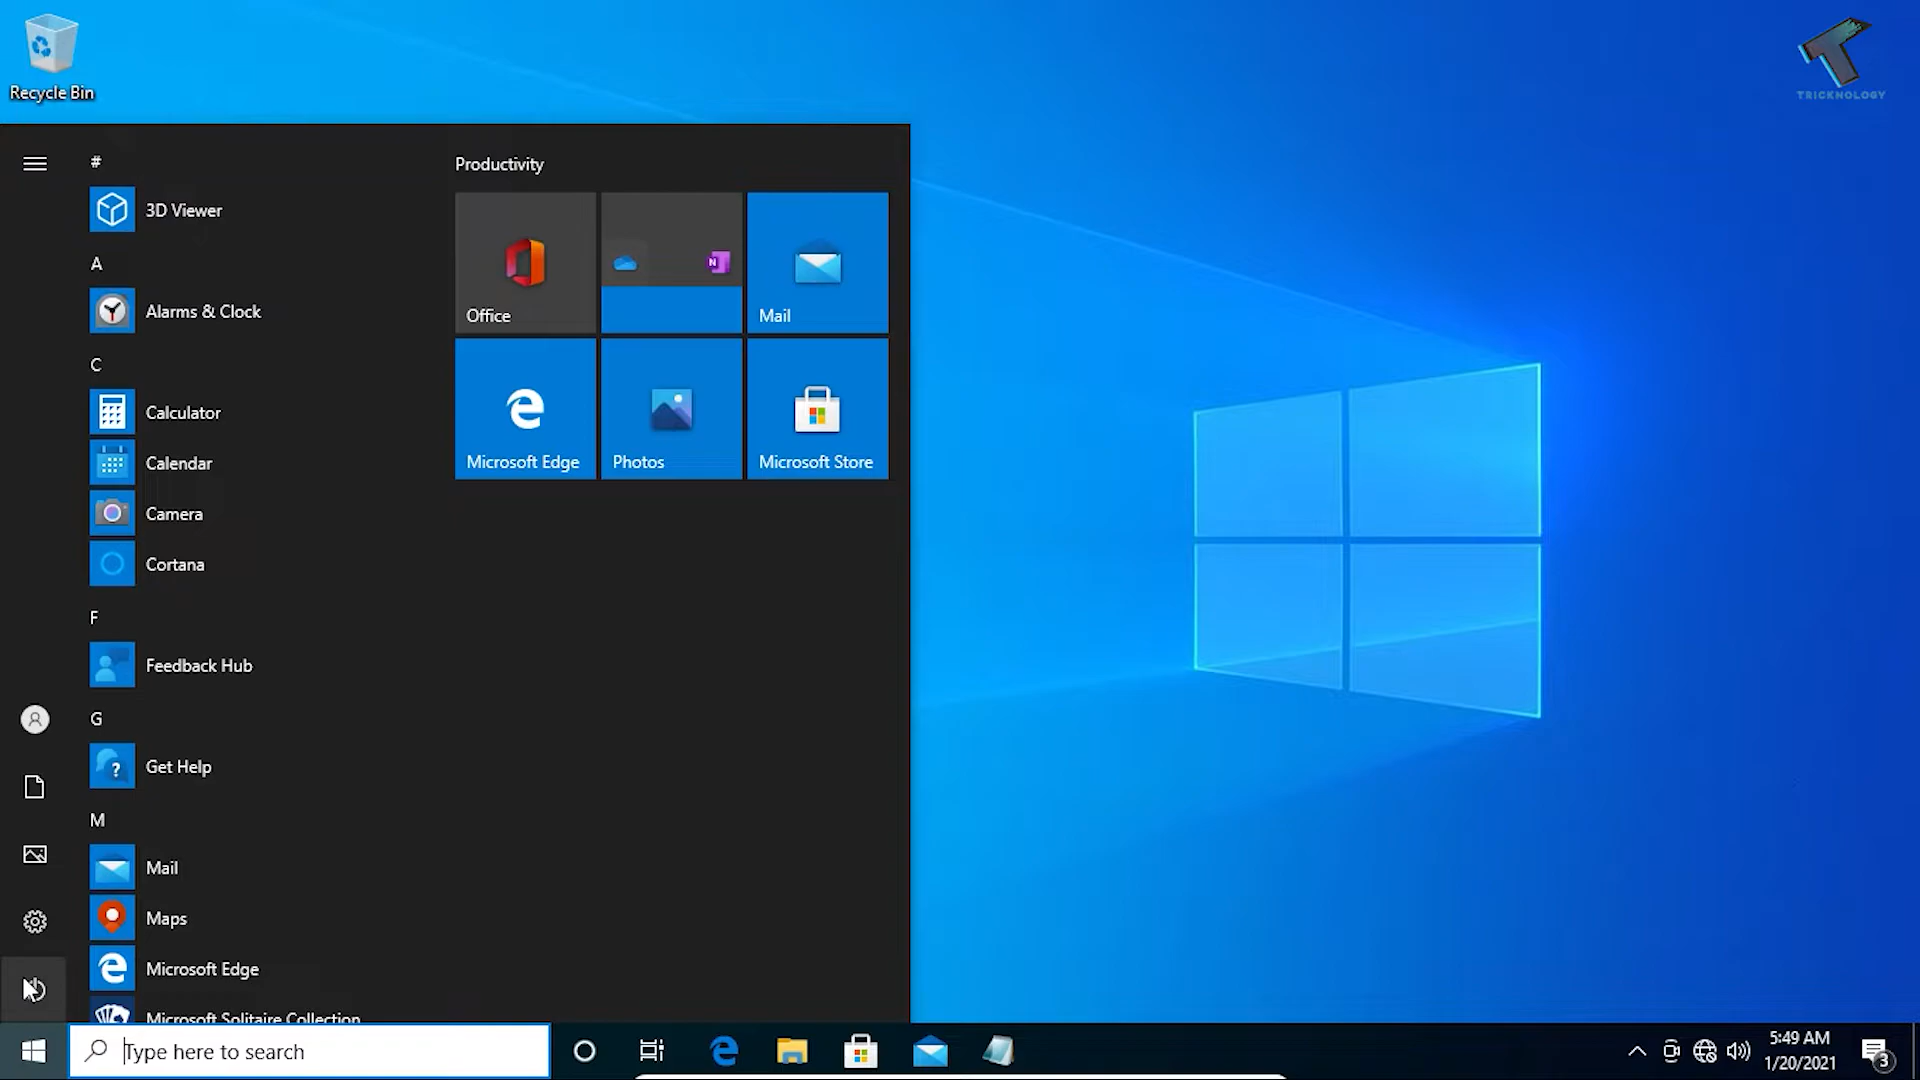 Recycle Bin
TRICKNOLOGY
#
3D Viewer
A
Alarms & Clock
C
Calculator
Calendar
Camera
Cortana
F
Feedback Hub
G
Get Help
M
Mail
Maps
Microsoft Edge
Microsoft Solitaire Collection
Productivity
Office
N
Mail
Microsoft Edge
Photos
Microsoft Store
Type here to search
5:49 AM
1/20/2021
3